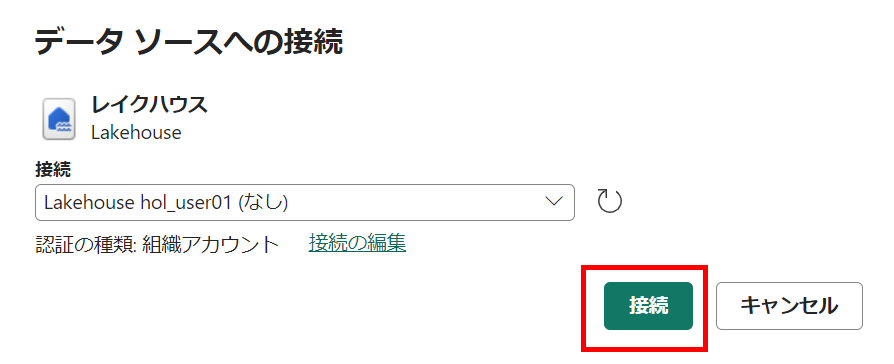 データ ソースへの接続
レイクハウス
Lakehouse
接続
Lakehouse hol_user01 (なし)
認証の種類: 組織アカウント 接続の編集
接続 キャンセル